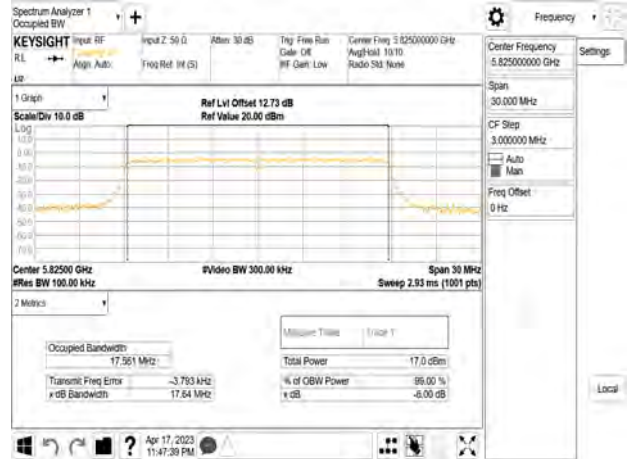 Spectrum Analyzer 1
Occupied BW
Frequency
KEYSIGHT Input: RF
Input Z: 50 Ω
Atten: 30 dB
Trig: Free Run
Center Freq: 5.825000000 GHz
Gate: Off
Avg|Hold: 10/10
RL
Align: Auto
Freq Ref: Int (S)
#IF Gain: Low
Radio Std: None
Center Frequency
5.825000000 GHz
Settings
Span
30.000 MHz
CF Step
3.000000 MHz
Auto
Man
Freq Offset
0 Hz
1 Graph
Scale/Div 10.0 dB
Ref Lvl Offset 12.73 dB
Ref Value 20.00 dBm
Log
Center 5.82500 GHz
#Video BW 300.00 kHz
Span 30 MHz
#Res BW 100.00 kHz
Sweep 2.93 ms (1001 pts)
2 Metrics
Measure Trace
Trace 1
Occupied Bandwidth
17.561 MHz
Total Power
17.0 dBm
Transmit Freq Error
-3.793 kHz
% of OBW Power
99.00 %
x dB Bandwidth
17.64 MHz
x dB
-6.00 dB
Local
Apr 17, 2023
11:47:39 PM